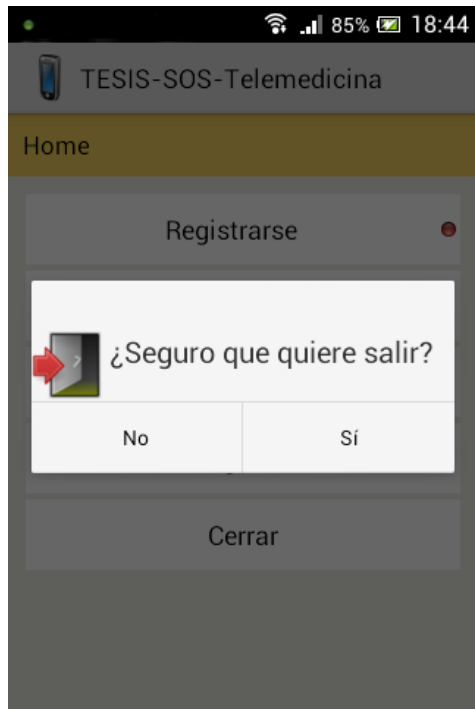 85% 18:44
TESIS-SOS-Telemedicina
Home
Registrarse
¿Seguro que quiere salir?
No Sí
Cerrar